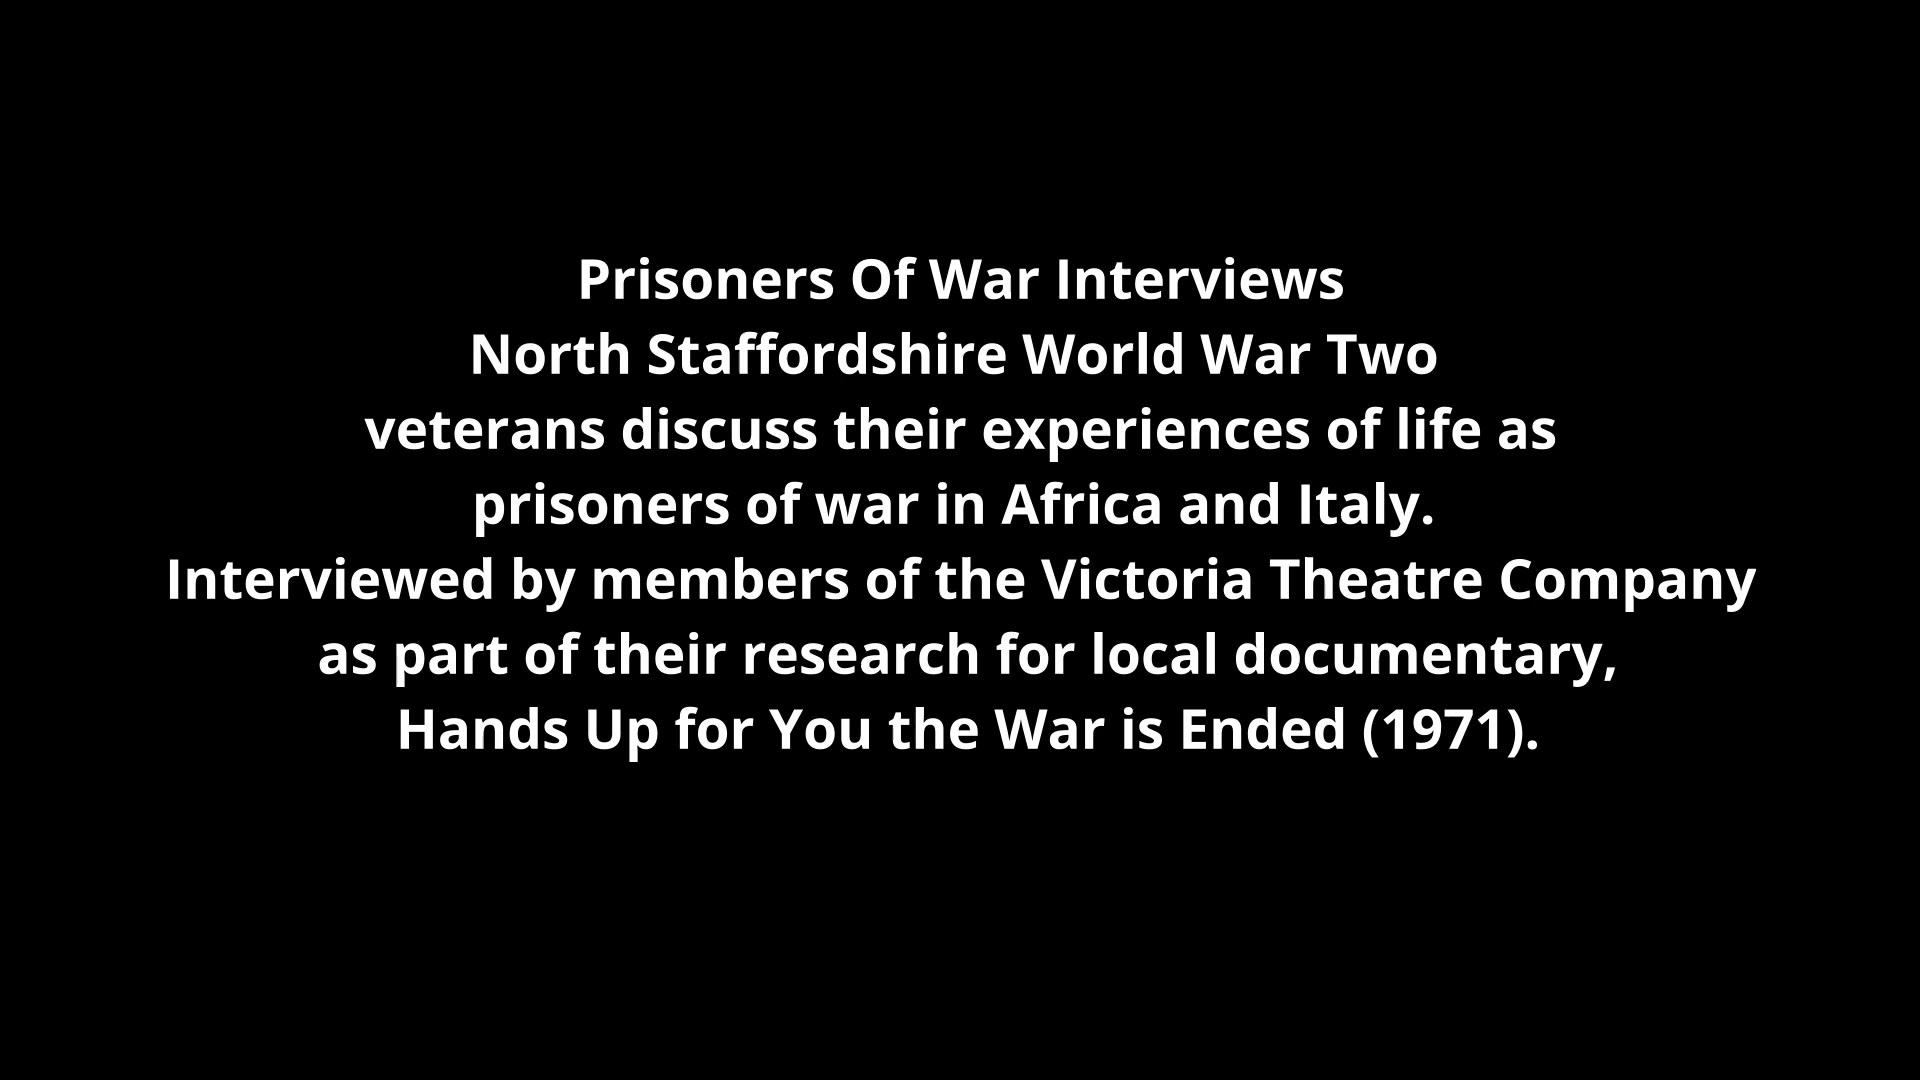 Prisoners Of War Interviews
North Staffordshire World War Two
veterans discuss their experiences of life as
prisoners of war in Africa and Italy.
Interviewed by members of the Victoria Theatre Company
as part of their research for local documentary,
Hands Up for You the War is Ended (1971).